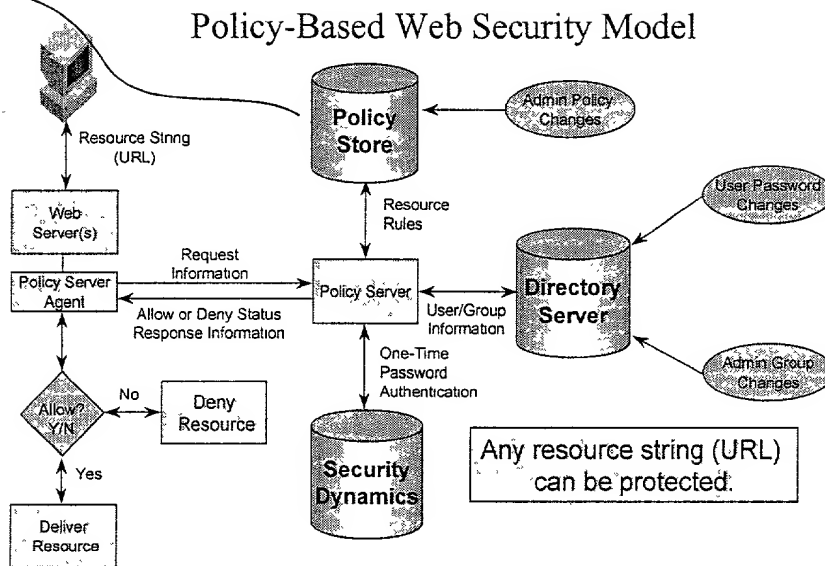 Policy-Based Web Security Model
Resource String
(URL)
Policy
Store
Admin Policy
Changes
User Password
Changes
Web
Server(s)
Resource
Rules
Request
Information
Policy Server
Agent
Policy Server
Directory
Server
Allow or Deny Status
Response Information
User/Group
Information
One-Time
Password
Authentication
Admin Group
Changes
Allow?
Y/N
No
Deny
Resource
Yes
Security
Dynamics
Any resource string (URL)
can be protected.
Deliver
Resource